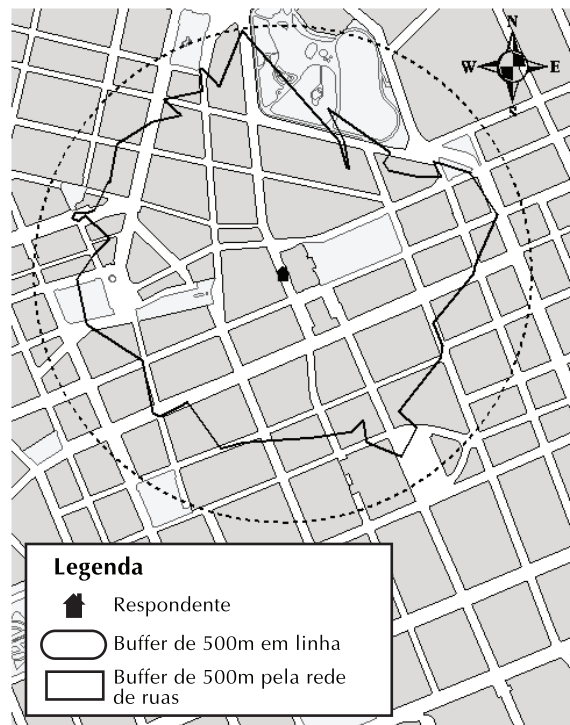 N
W E
S
Legenda
Respondente
Buffer de 500m em linha
Buffer de 500m pela rede
de ruas